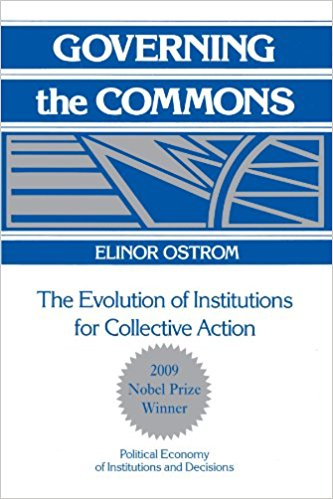 GOVERNING
the COMMONS
ELINOR OSTROM
The Evolution of Institutions
for Collective Action
2009
Nobel Prize
Winner
Political Economy
of Institutions and Decisions